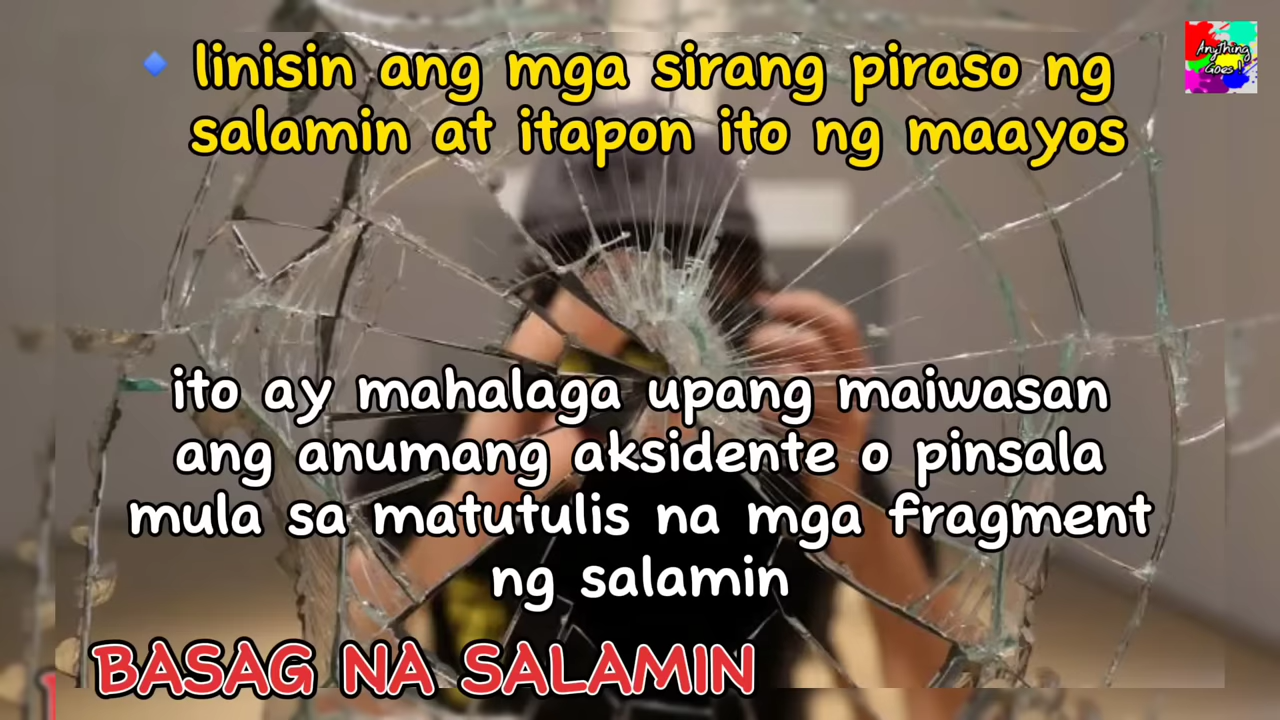 Anything
Goes!
linisin ang mga sirang piraso ng
salamin at itapon ito ng maayos
ito ay mahalaga upang maiwasan
ang anumang aksidente o pinsala
mula sa matutulis na mga fragment
ng salamin
BASAG NA SALAMIN